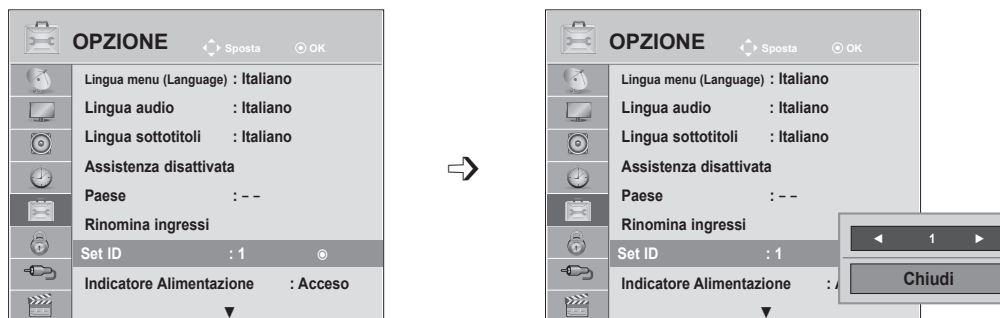 OPZIONE Sposta OK
Lingua menu (Language) : Italiano
Lingua audio : Italiano
Lingua sottotitoli : Italiano
Assistenza disattivata
Paese : – –
Rinomina ingressi
Set ID : 1
Indicatore Alimentazione : Acceso
OPZIONE Sposta OK
Lingua menu (Language) : Italiano
Lingua audio : Italiano
Lingua sottotitoli : Italiano
Assistenza disattivata
Paese : – –
Rinomina ingressi
Set ID : 1
Indicatore Alimentazione :
◄ 1 ►
Chiudi